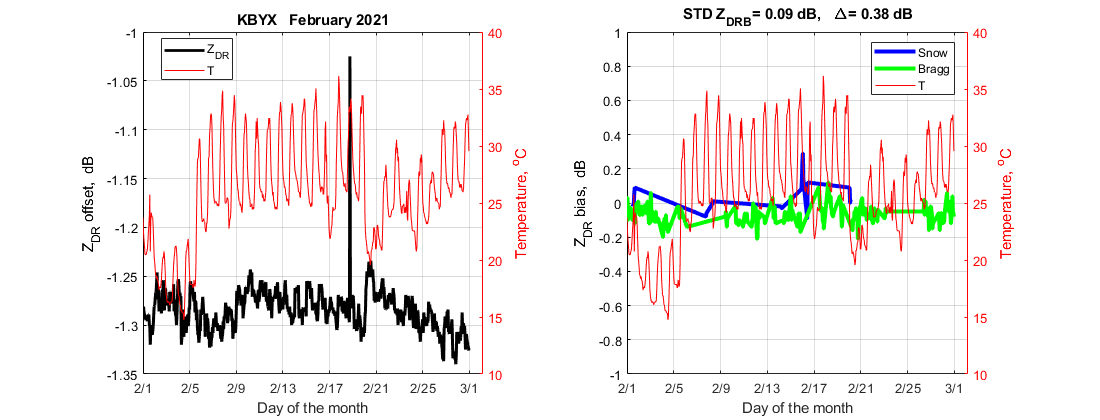 KBYX February 2021
Z_DR
T
-1
-1.05
-1.1
-1.15
-1.2
-1.25
-1.3
-1.35
Z_DR offset, dB
40
35
30
25
20
15
10
Temperature, °C
2/1 2/5 2/9 2/13 2/17 2/21 2/25 3/1
Day of the month
STD Z_DRB = 0.09 dB, Δ = 0.38 dB
Snow
Bragg
T
1
0.8
0.6
0.4
0.2
0
-0.2
-0.4
-0.6
-0.8
-1
Z_DR bias, dB
40
35
30
25
20
15
10
Temperature, °C
2/1 2/5 2/9 2/13 2/17 2/21 2/25 3/1
Day of the month